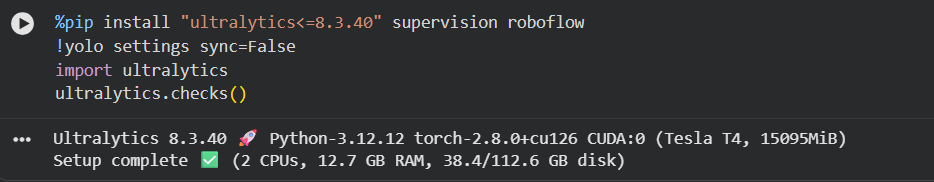 %pip install "ultralytics<=8.3.40" supervision roboflow
!yolo settings sync=False
import ultralytics
ultralytics.checks()
Ultralytics 8.3.40 🚀 Python-3.12.12 torch-2.8.0+cu126 CUDA:0 (Tesla T4, 15095MiB)
Setup complete ✅ (2 CPUs, 12.7 GB RAM, 38.4/112.6 GB disk)